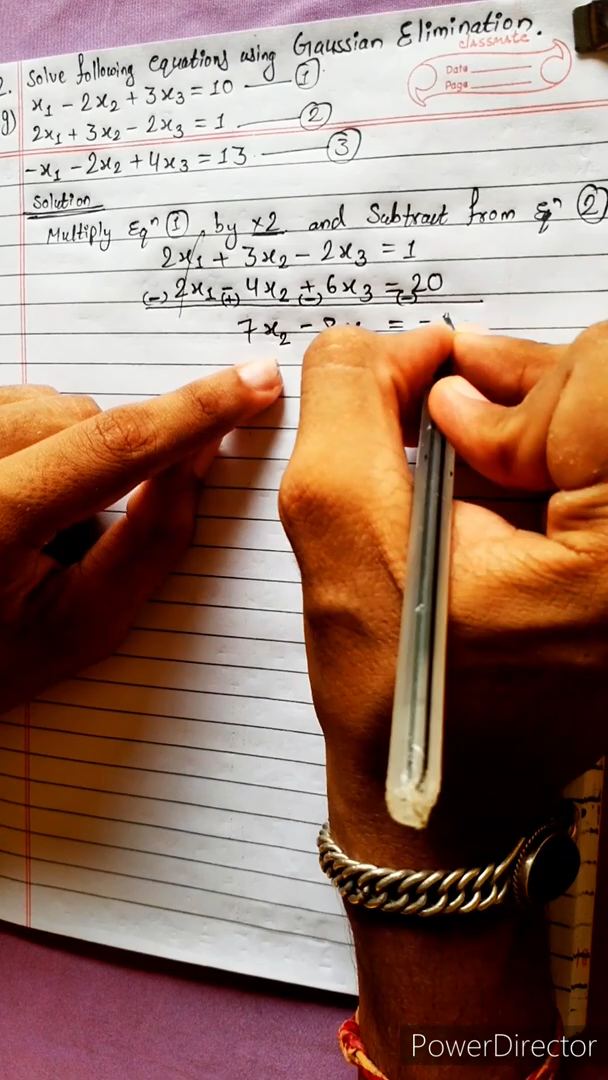 2. Solve following equations using Gaussian Elimination.
classmate
Date
Page
g) x₁ - 2x₂ + 3x₃ = 10 — ①
2x₁ + 3x₂ - 2x₃ = 1 — ②
-x₁ - 2x₂ + 4x₃ = 13 — ③
Solution
Multiply Eqⁿ ① by ×2 and Subtract from Eqⁿ ②
2x₁ + 3x₂ - 2x₃ = 1
(-) 2x₁ - (+) 4x₂ + (-) 6x₃ = (-) 20
7x₂ - 8x = -
PowerDirector